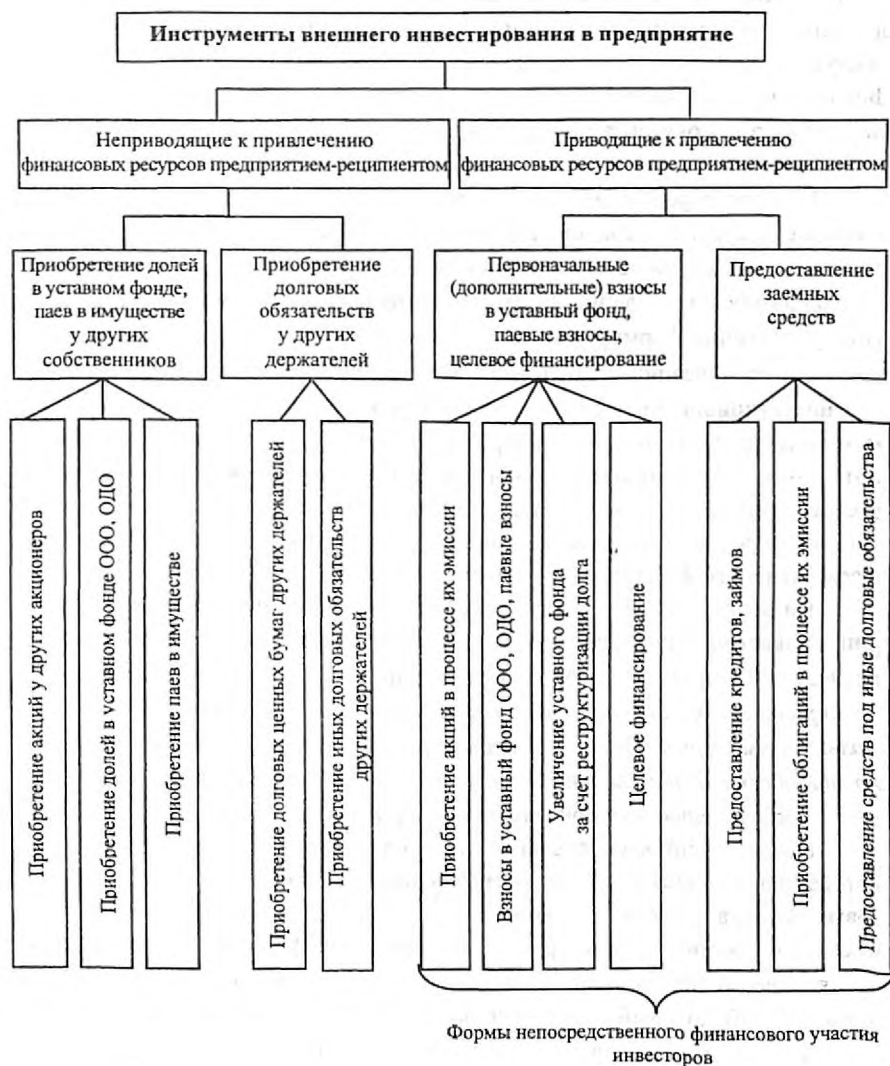 Инструменты внешнего инвестирования в предприятие
Неприводящие к привлечению
финансовых ресурсов предприятием-реципиентом
Приводящие к привлечению
финансовых ресурсов предприятием-реципиентом
Приобретение долей
в уставном фонде,
паев в имуществе
у других
собственников
Приобретение
долговых
обязательств
у других
держателей
Первоначальные
(дополнительные) взносы
в уставный фонд,
паевые взносы,
целевое финансирование
Предоставление
заемных
средств
Приобретение акций у других акционеров
Приобретение долей в уставном фонде ООО, ОДО
Приобретение паев в имуществе
Приобретение долговых ценных бумаг других держателей
Приобретение иных долговых обязательств
других держателей
Приобретение акций в процессе их эмиссии
Взносы в уставный фонд ООО, ОДО, паевые взносы
Увеличение уставного фонда
за счет реструктуризации долга
Целевое финансирование
Предоставление кредитов, займов
Приобретение облигаций в процессе их эмиссии
Предоставление средств под иные долговые обязательства
Формы непосредственного финансового участия
инвесторов